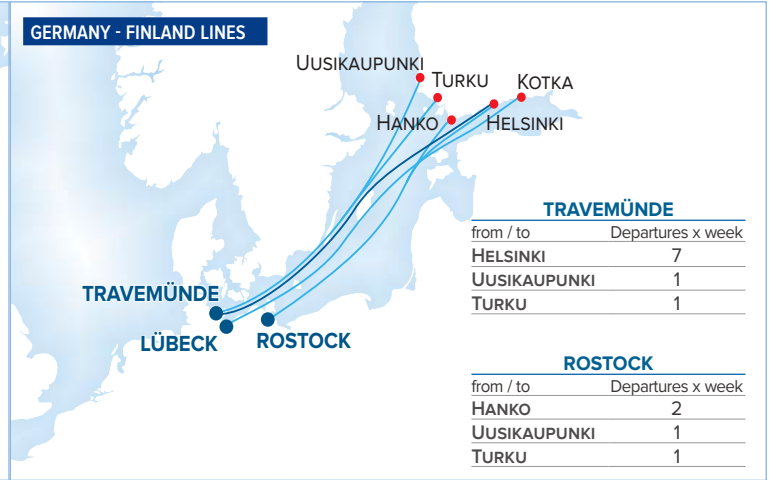 GERMANY - FINLAND LINES
UUSIKAUPUNKI
TURKU
KOTKA
HANKO
HELSINKI
TRAVEMÜNDE
LÜBECK
ROSTOCK
TRAVEMÜNDE
from / to Departures x week
HELSINKI 7
UUSIKAUPUNKI 1
TURKU 1
ROSTOCK
from / to Departures x week
HANKO 2
UUSIKAUPUNKI 1
TURKU 1